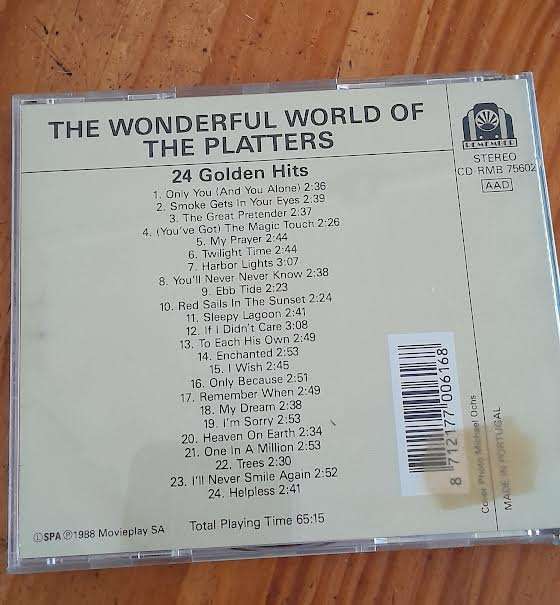 THE WONDERFUL WORLD OF
THE PLATTERS
24 Golden Hits
1. Only You (And You Alone) 2:36
2. Smoke Gets In Your Eyes 2:39
3. The Great Pretender 2:37
4. (You've Got) The Magic Touch 2:26
5. My Prayer 2:44
6. Twilight Time 2:44
7. Harbor Lights 3:07
8. You'll Never Never Know 2:38
9. Ebb Tide 2:23
10. Red Sails In The Sunset 2:24
11. Sleepy Lagoon 2:41
12. If I Didn't Care 3:08
13. To Each His Own 2:49
14. Enchanted 2:53
15. I Wish 2:45
16. Only Because 2:51
17. Remember When 2:49
18. My Dream 2:38
19. I'm Sorry 2:53
20. Heaven On Earth 2:34
21. One In A Million 2:53
22. Trees 2:30
23. I'll Never Smile Again 2:52
24. Helpless 2:41
Total Playing Time 65:15
ⓛSPA ⓟ1988 Movieplay SA
REMEMBER
STEREO
CD-RMB 75602
AAD
8 712177 006168
Cover Photo Michael Ochs
MADE IN PORTUGAL